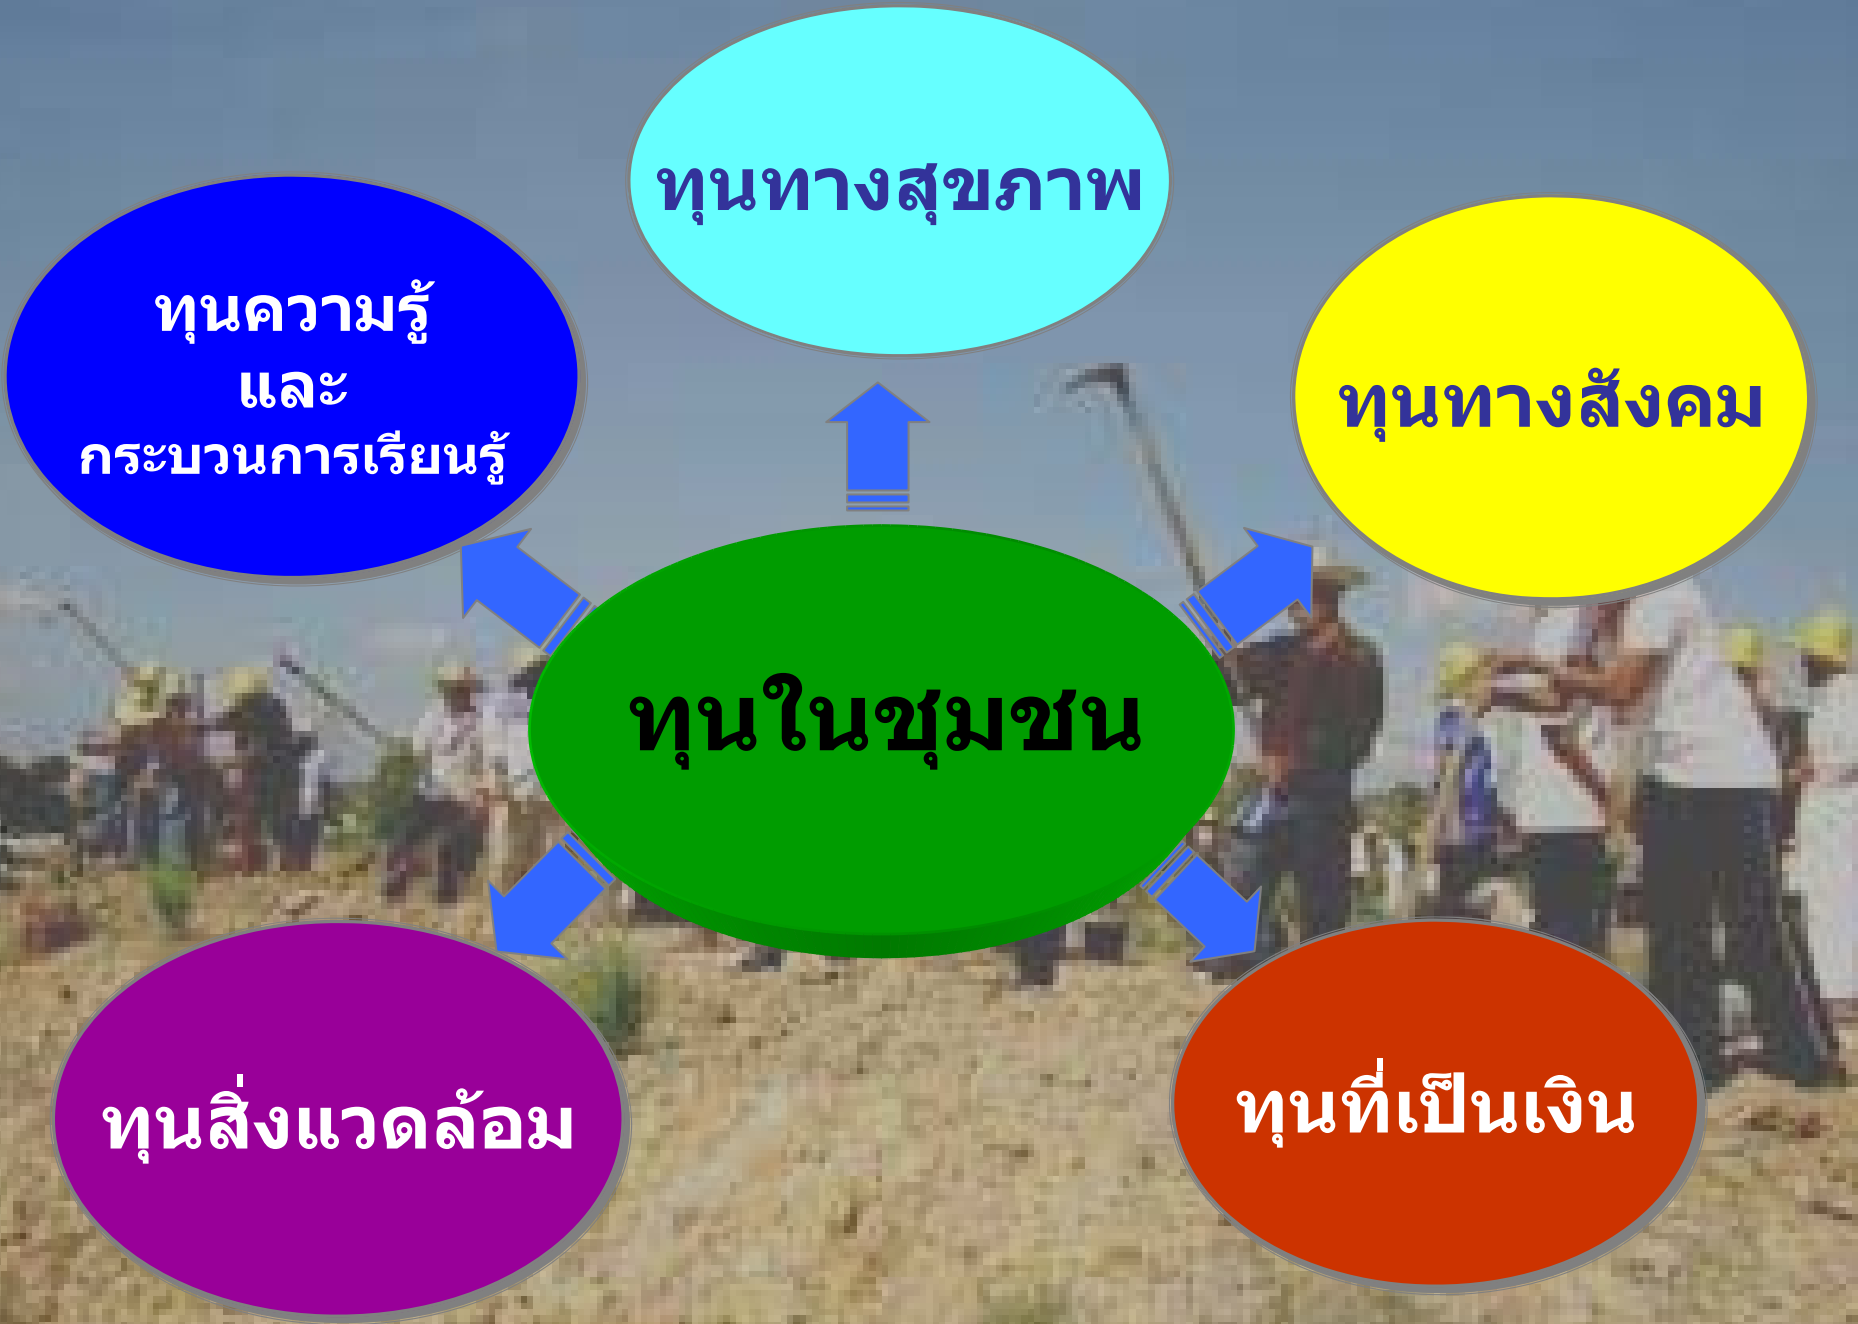 ทุนทางสุขภาพ
ทุนความรู้
และ
กระบวนการเรียนรู้
ทุนทางสังคม
ทุนในชุมชน
ทุนสิ่งแวดล้อม
ทุนที่เป็นเงิน